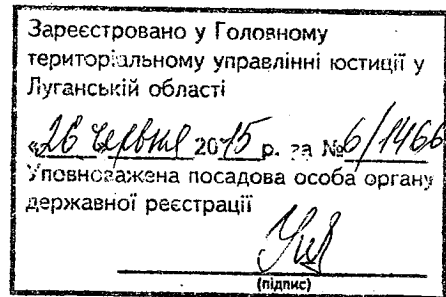 Зареєстровано у Головному
територіальному управлінні юстиції у
Луганській області
«26 червня 2015 р. за №6/1466
Уповноважена посадова особа органу
державної реєстрації
(підпис)